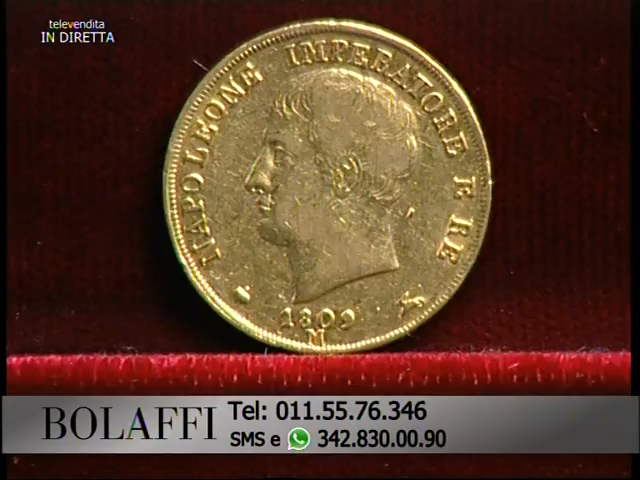 televendita
IN DIRETTA
NAPOLEONE IMPERATORE E RE
1809
M
BOLAFFI
Tel: 011.55.76.346
SMS e 342.830.00.90